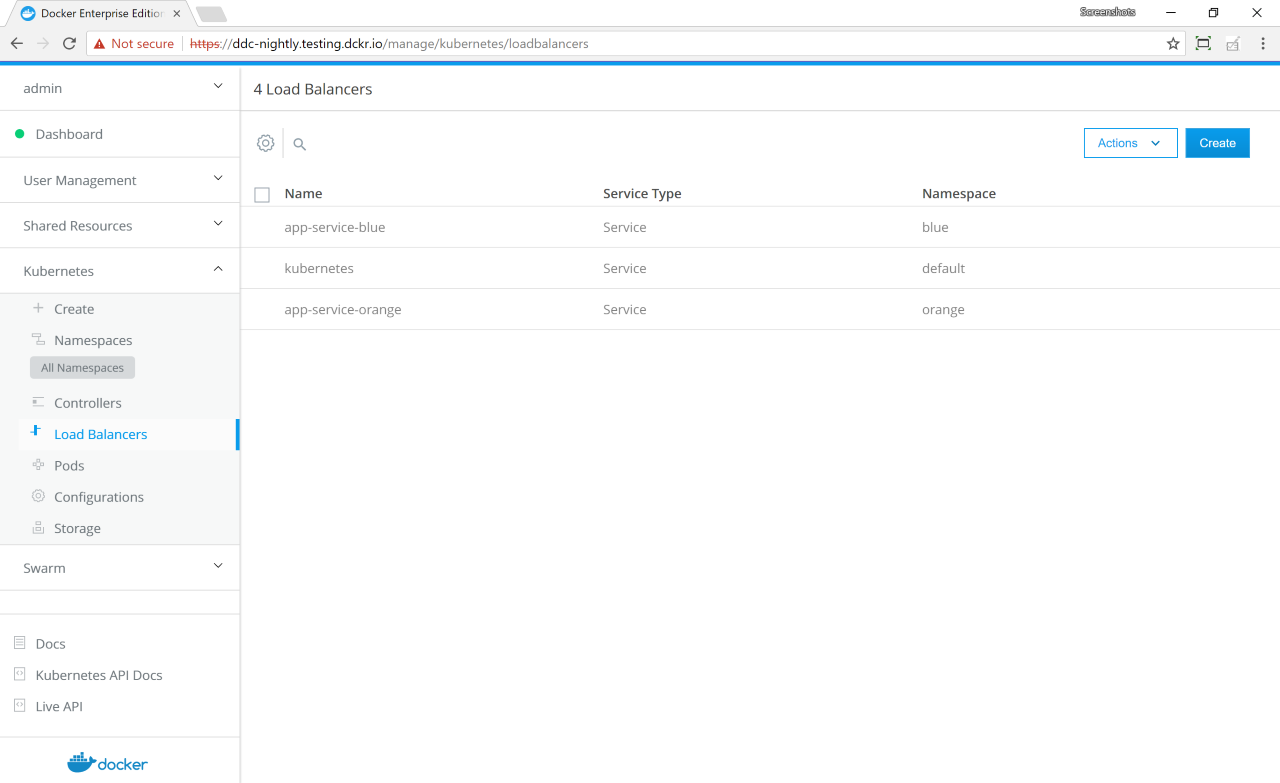 Docker Enterprise Edition
Screenshots
Not secure https://ddc-nightly.testing.dckr.io/manage/kubernetes/loadbalancers
admin
4 Load Balancers
Dashboard
Actions
Create
User Management
Name Service Type Namespace
Shared Resources
app-service-blue Service blue
Kubernetes
kubernetes Service default
Create
app-service-orange Service orange
Namespaces
All Namespaces
Controllers
Load Balancers
Pods
Configurations
Storage
Swarm
Docs
Kubernetes API Docs
Live API
docker